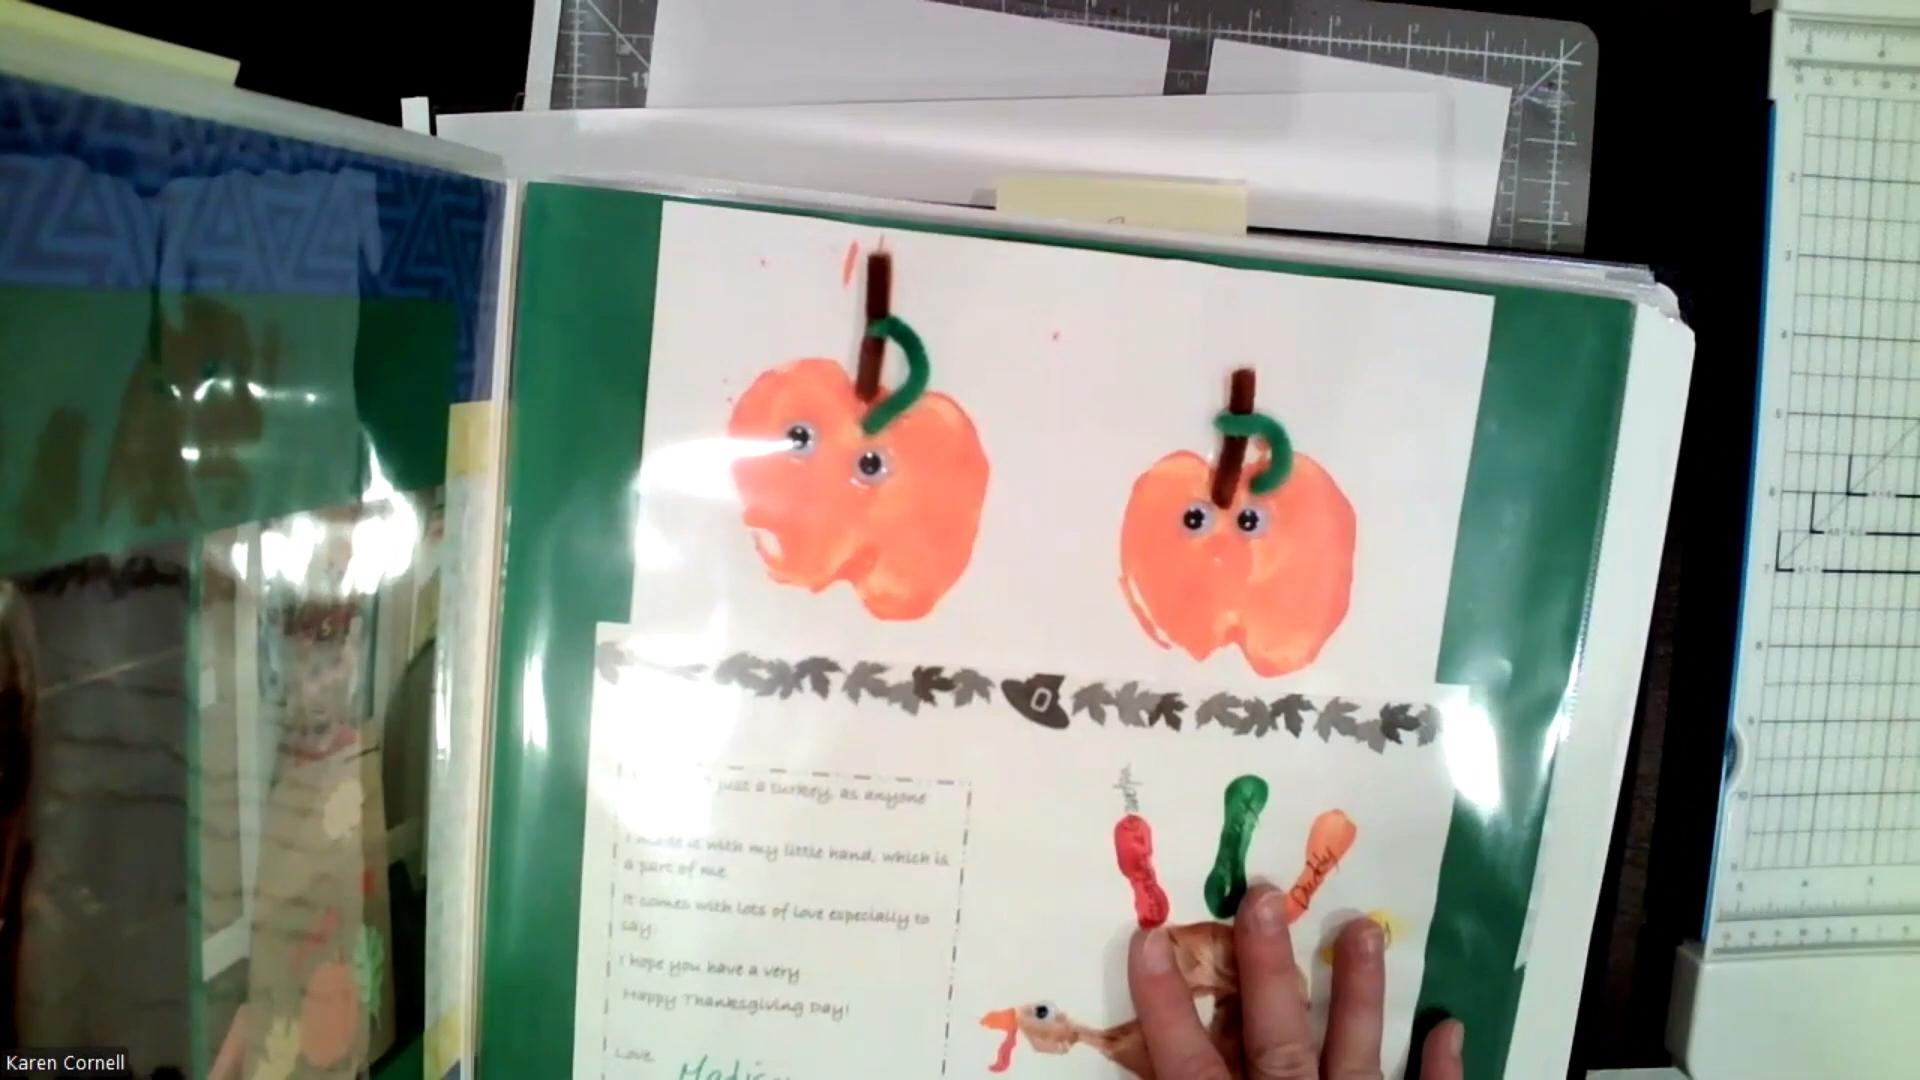 just a turkey, as anyone
I made it with my little hand, which is
a part of me
It comes with lots of love especially to
say:
I hope you have a very
Happy Thanksgiving Day!
Love,
Daddy
Karen Cornell